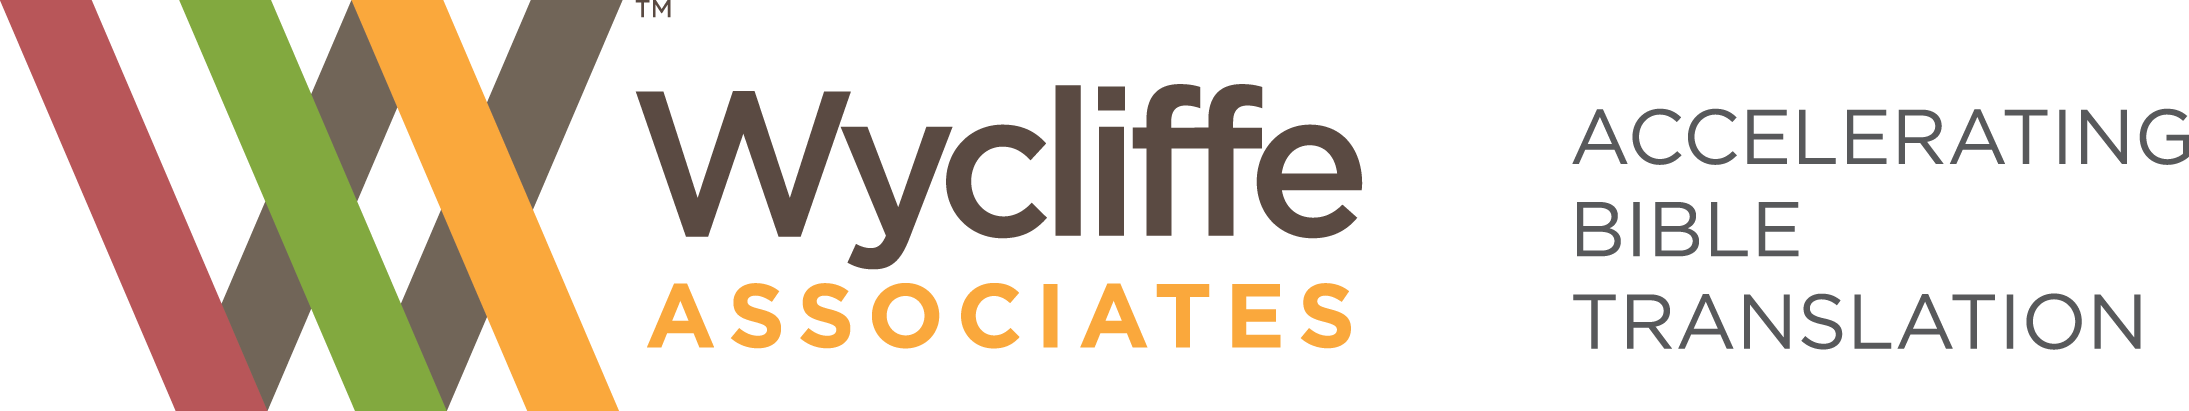 ™
Wycliffe
ASSOCIATES
ACCELERATING
BIBLE
TRANSLATION